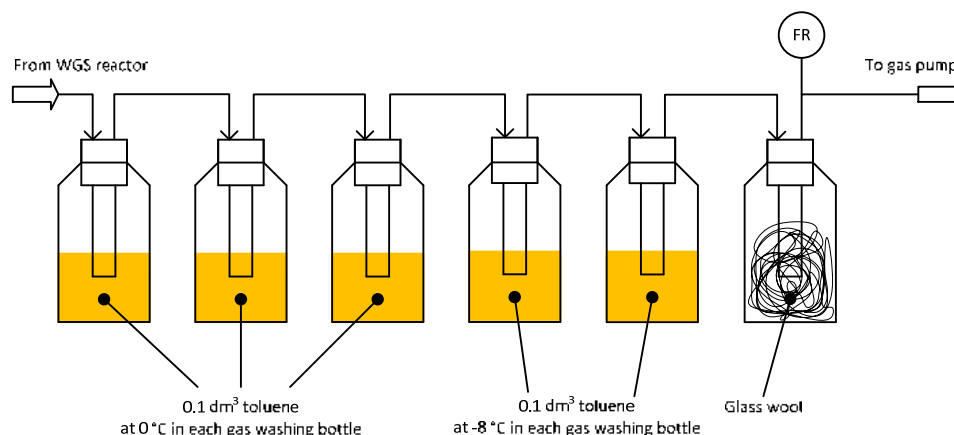 FR
From WGS reactor
To gas pump
0.1 dm³ toluene
at 0 °C in each gas washing bottle
0.1 dm³ toluene
at -8 °C in each gas washing bottle
Glass wool